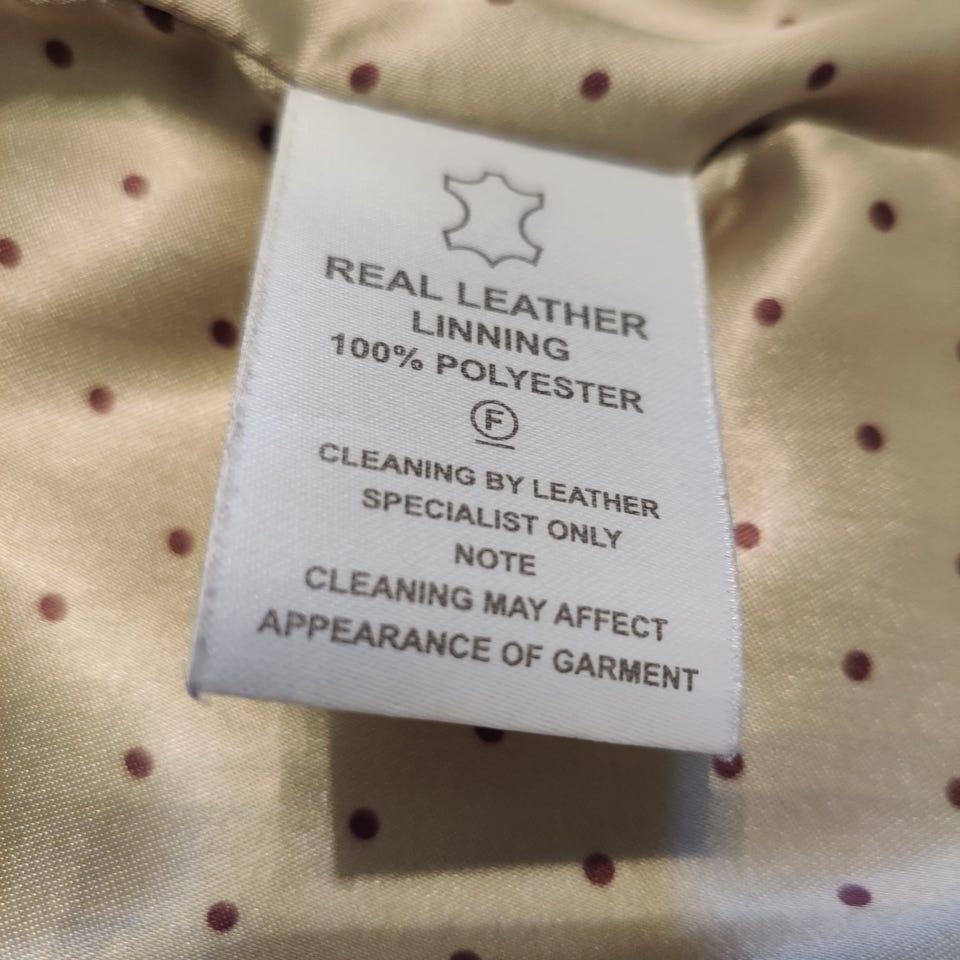 REAL LEATHER
LINNING
100% POLYESTER
F
CLEANING BY LEATHER
SPECIALIST ONLY
NOTE
CLEANING MAY AFFECT
APPEARANCE OF GARMENT